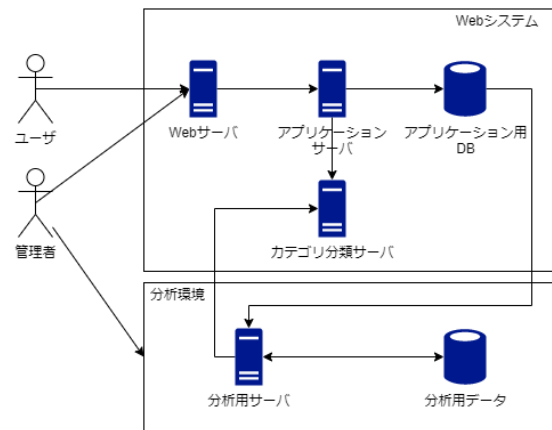 Webシステム
ユーザ
Webサーバ
アプリケーション
サーバ
アプリケーション用
DB
管理者
カテゴリ分類サーバ
分析環境
分析用サーバ
分析用データ